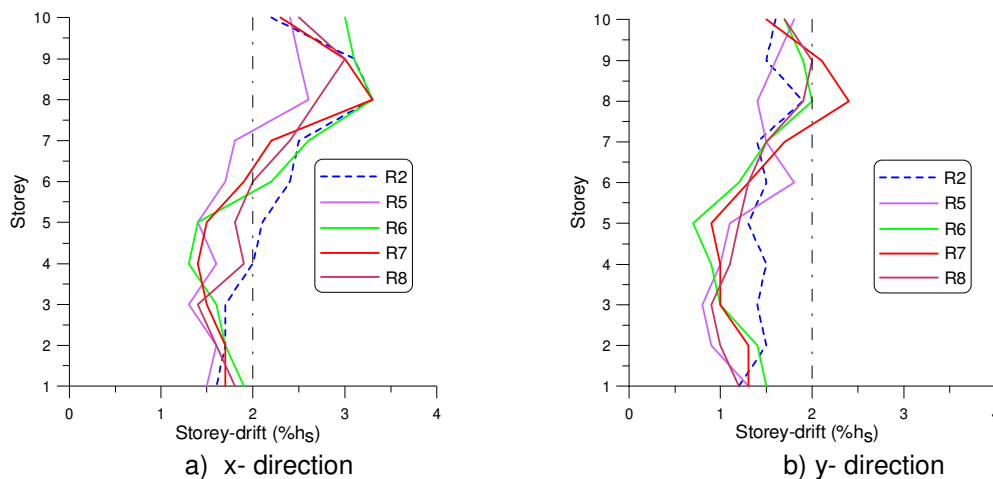 10
9
8
7
6
5
4
3
2
1
Storey
0 1 2 3 4
Storey-drift (%hs)
R2
R5
R6
R7
R8
a) x- direction
10
9
8
7
6
5
4
3
2
1
Storey
0 1 2 3 4
Storey-drift (%hs)
R2
R5
R6
R7
R8
b) y- direction